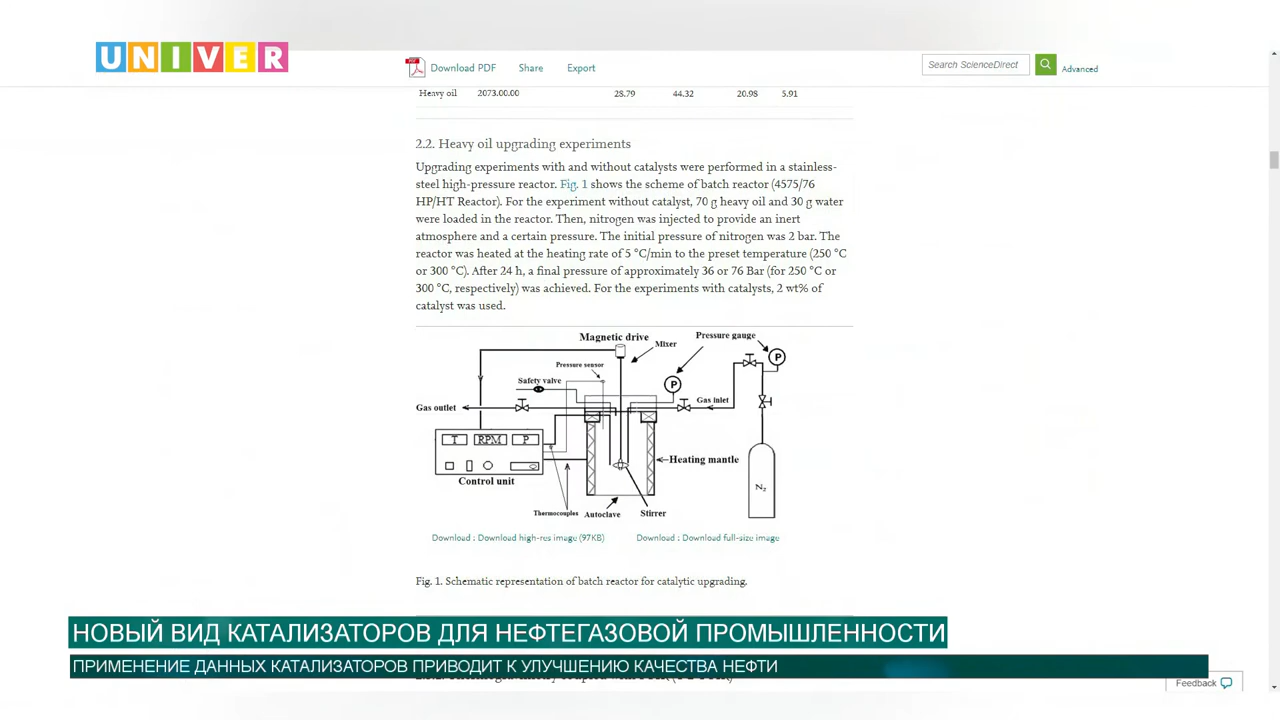 UNIVER
Download PDF Share Export
Search ScienceDirect
Advanced
Heavy oil 2073.00.00 28.79 44.32 20.98 5.91
2.2. Heavy oil upgrading experiments
Upgrading experiments with and without catalysts were performed in a stainless-
steel high-pressure reactor. Fig. 1 shows the scheme of batch reactor (4575/76
HP/HT Reactor). For the experiment without catalyst, 70 g heavy oil and 30 g water
were loaded in the reactor. Then, nitrogen was injected to provide an inert
atmosphere and a certain pressure. The initial pressure of nitrogen was 2 bar. The
reactor was heated at the heating rate of 5 °C/min to the preset temperature (250 °C
or 300 °C). After 24 h, a final pressure of approximately 36 or 76 Bar (for 250 °C or
300 °C, respectively) was achieved. For the experiments with catalysts, 2 wt% of
catalyst was used.
Magnetic drive
Pressure gauge
Mixer
Pressure sensor
P
Safety valve
P
Gas outlet
Gas inlet
T RPM P
Heating mantle
Control unit
N2
Thermocouples
Autoclave
Stirrer
Download : Download high-res image (97KB)
Download : Download full-size image
Fig. 1. Schematic representation of batch reactor for catalytic upgrading.
НОВЫЙ ВИД КАТАЛИЗАТОРОВ ДЛЯ НЕФТЕГАЗОВОЙ ПРОМЫШЛЕННОСТИ
ПРИМЕНЕНИЕ ДАННЫХ КАТАЛИЗАТОРОВ ПРИВОДИТ К УЛУЧШЕНИЮ КАЧЕСТВА НЕФТИ
Feedback